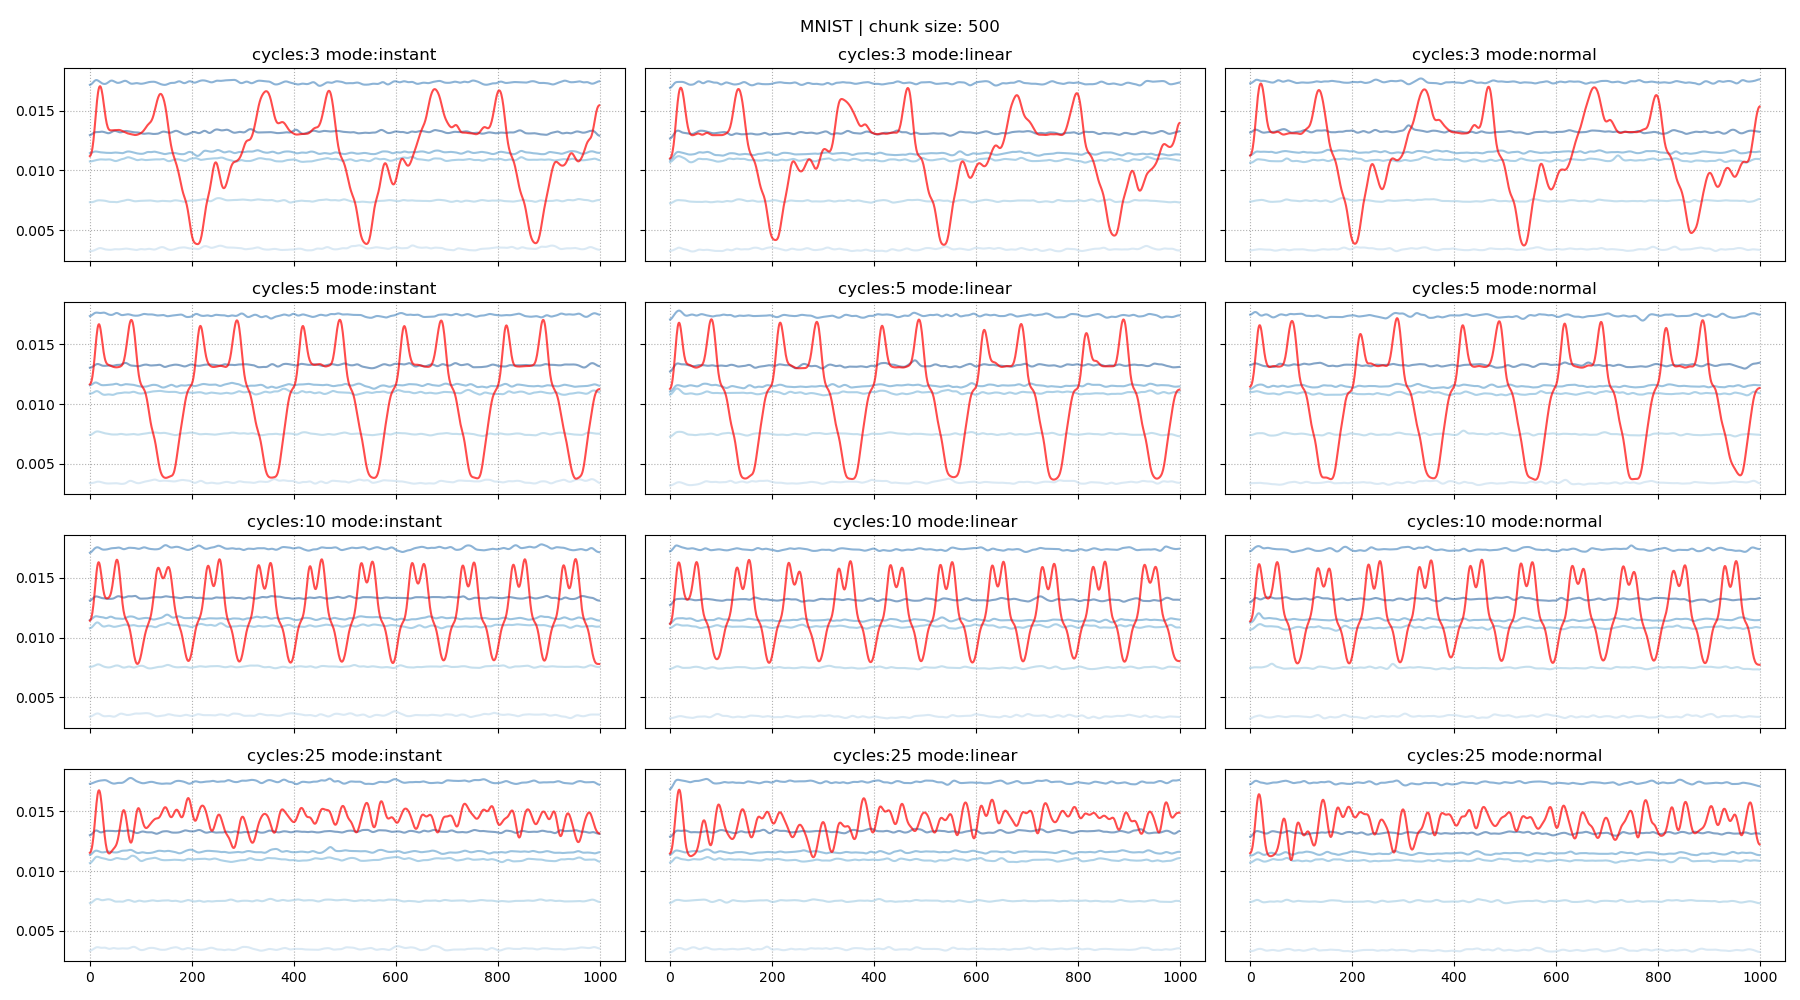 MNIST | chunk size: 500
cycles:3 mode:instant
cycles:3 mode:linear
cycles:3 mode:normal
0.015
0.010
0.005
cycles:5 mode:instant
cycles:5 mode:linear
cycles:5 mode:normal
0.015
0.010
0.005
cycles:10 mode:instant
cycles:10 mode:linear
cycles:10 mode:normal
0.015
0.010
0.005
cycles:25 mode:instant
cycles:25 mode:linear
cycles:25 mode:normal
0.015
0.010
0.005
0 200 400 600 800 1000
0 200 400 600 800 1000
0 200 400 600 800 1000